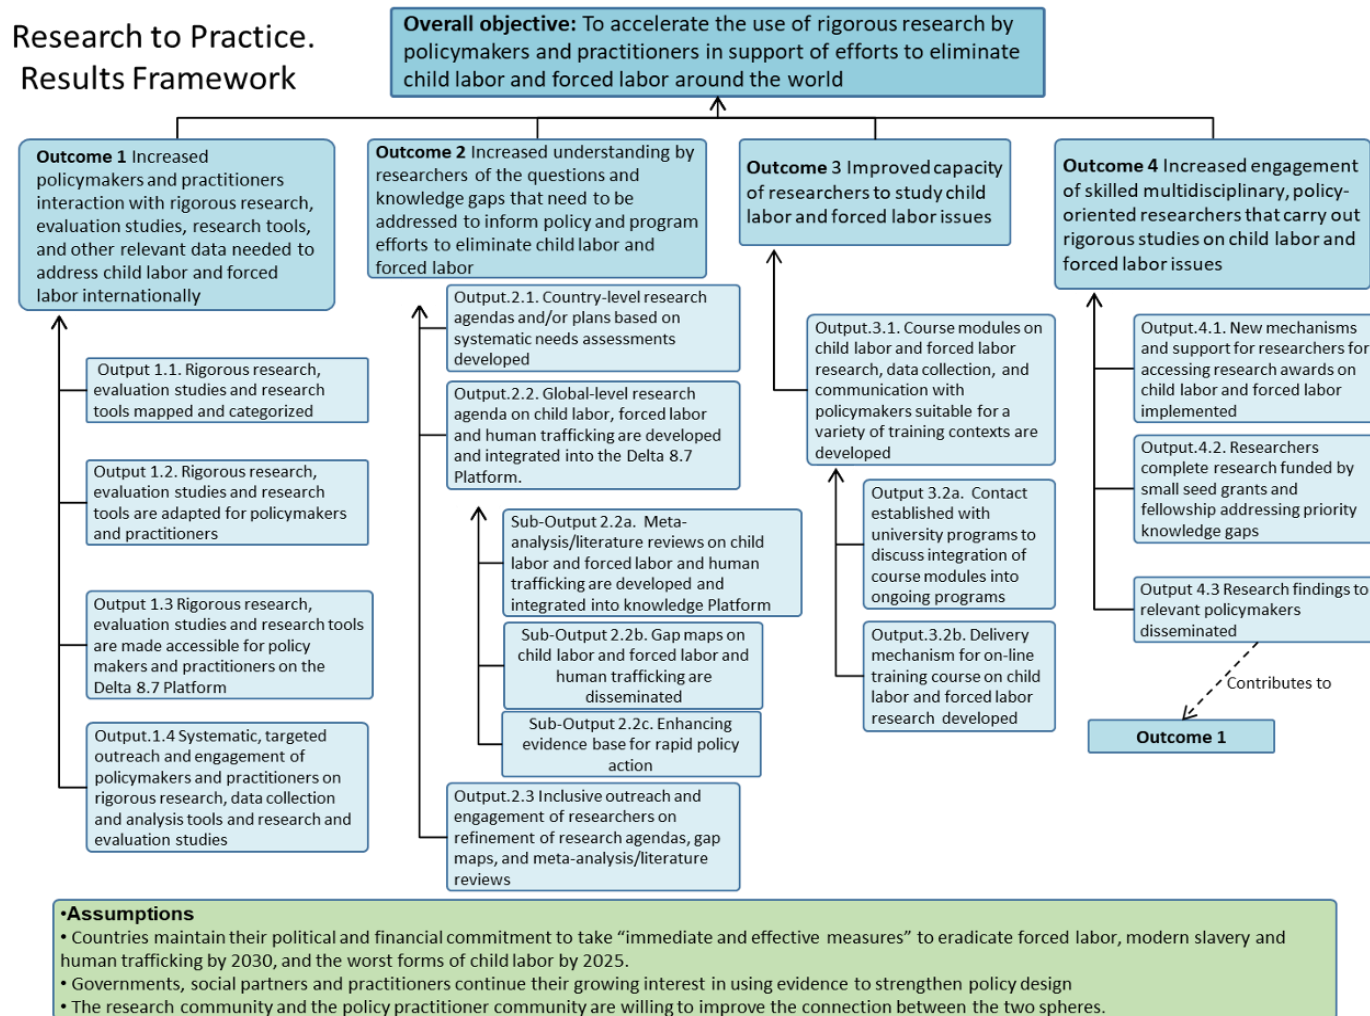 Research to Practice.
Results Framework
Overall objective: To accelerate the use of rigorous research by
policymakers and practitioners in support of efforts to eliminate
child labor and forced labor around the world
Outcome 1 Increased
policymakers and practitioners
interaction with rigorous research,
evaluation studies, research tools,
and other relevant data needed to
address child labor and forced
labor internationally
Output 1.1. Rigorous research,
evaluation studies and research
tools mapped and categorized
Output 1.2. Rigorous research,
evaluation studies and research
tools are adapted for policymakers
and practitioners
Output 1.3 Rigorous research,
evaluation studies and research tools
are made accessible for policy
makers and practitioners on the
Delta 8.7 Platform
Output.1.4 Systematic, targeted
outreach and engagement of
policymakers and practitioners on
rigorous research, data collection
and analysis tools and research and
evaluation studies
Outcome 2 Increased understanding by
researchers of the questions and
knowledge gaps that need to be
addressed to inform policy and program
efforts to eliminate child labor and
forced labor
Output.2.1. Country-level research
agendas and/or plans based on
systematic needs assessments
developed
Output.2.2. Global-level research
agenda on child labor, forced labor
and human trafficking are developed
and integrated into the Delta 8.7
Platform.
Sub-Output 2.2a. Meta-
analysis/literature reviews on child
labor and forced labor and human
trafficking are developed and
integrated into knowledge Platform
Sub-Output 2.2b. Gap maps on
child labor and forced labor and
human trafficking are
disseminated
Sub-Output 2.2c. Enhancing
evidence base for rapid policy
action
Output.2.3 Inclusive outreach and
engagement of researchers on
refinement of research agendas, gap
maps, and meta-analysis/literature
reviews
Outcome 3 Improved capacity
of researchers to study child
labor and forced labor issues
Output.3.1. Course modules on
child labor and forced labor
research, data collection, and
communication with
policymakers suitable for a
variety of training contexts are
developed
Output 3.2a. Contact
established with
university programs to
discuss integration of
course modules into
ongoing programs
Output.3.2b. Delivery
mechanism for on-line
training course on child
labor and forced labor
research developed
Outcome 4 Increased engagement
of skilled multidisciplinary, policy-
oriented researchers that carry out
rigorous studies on child labor and
forced labor issues
Output.4.1. New mechanisms
and support for researchers for
accessing research awards on
child labor and forced labor
implemented
Output.4.2. Researchers
complete research funded by
small seed grants and
fellowship addressing priority
knowledge gaps
Output 4.3 Research findings to
relevant policymakers
disseminated
Contributes to
Outcome 1
•Assumptions
• Countries maintain their political and financial commitment to take “immediate and effective measures” to eradicate forced labor, modern slavery and
human trafficking by 2030, and the worst forms of child labor by 2025.
• Governments, social partners and practitioners continue their growing interest in using evidence to strengthen policy design
• The research community and the policy practitioner community are willing to improve the connection between the two spheres.